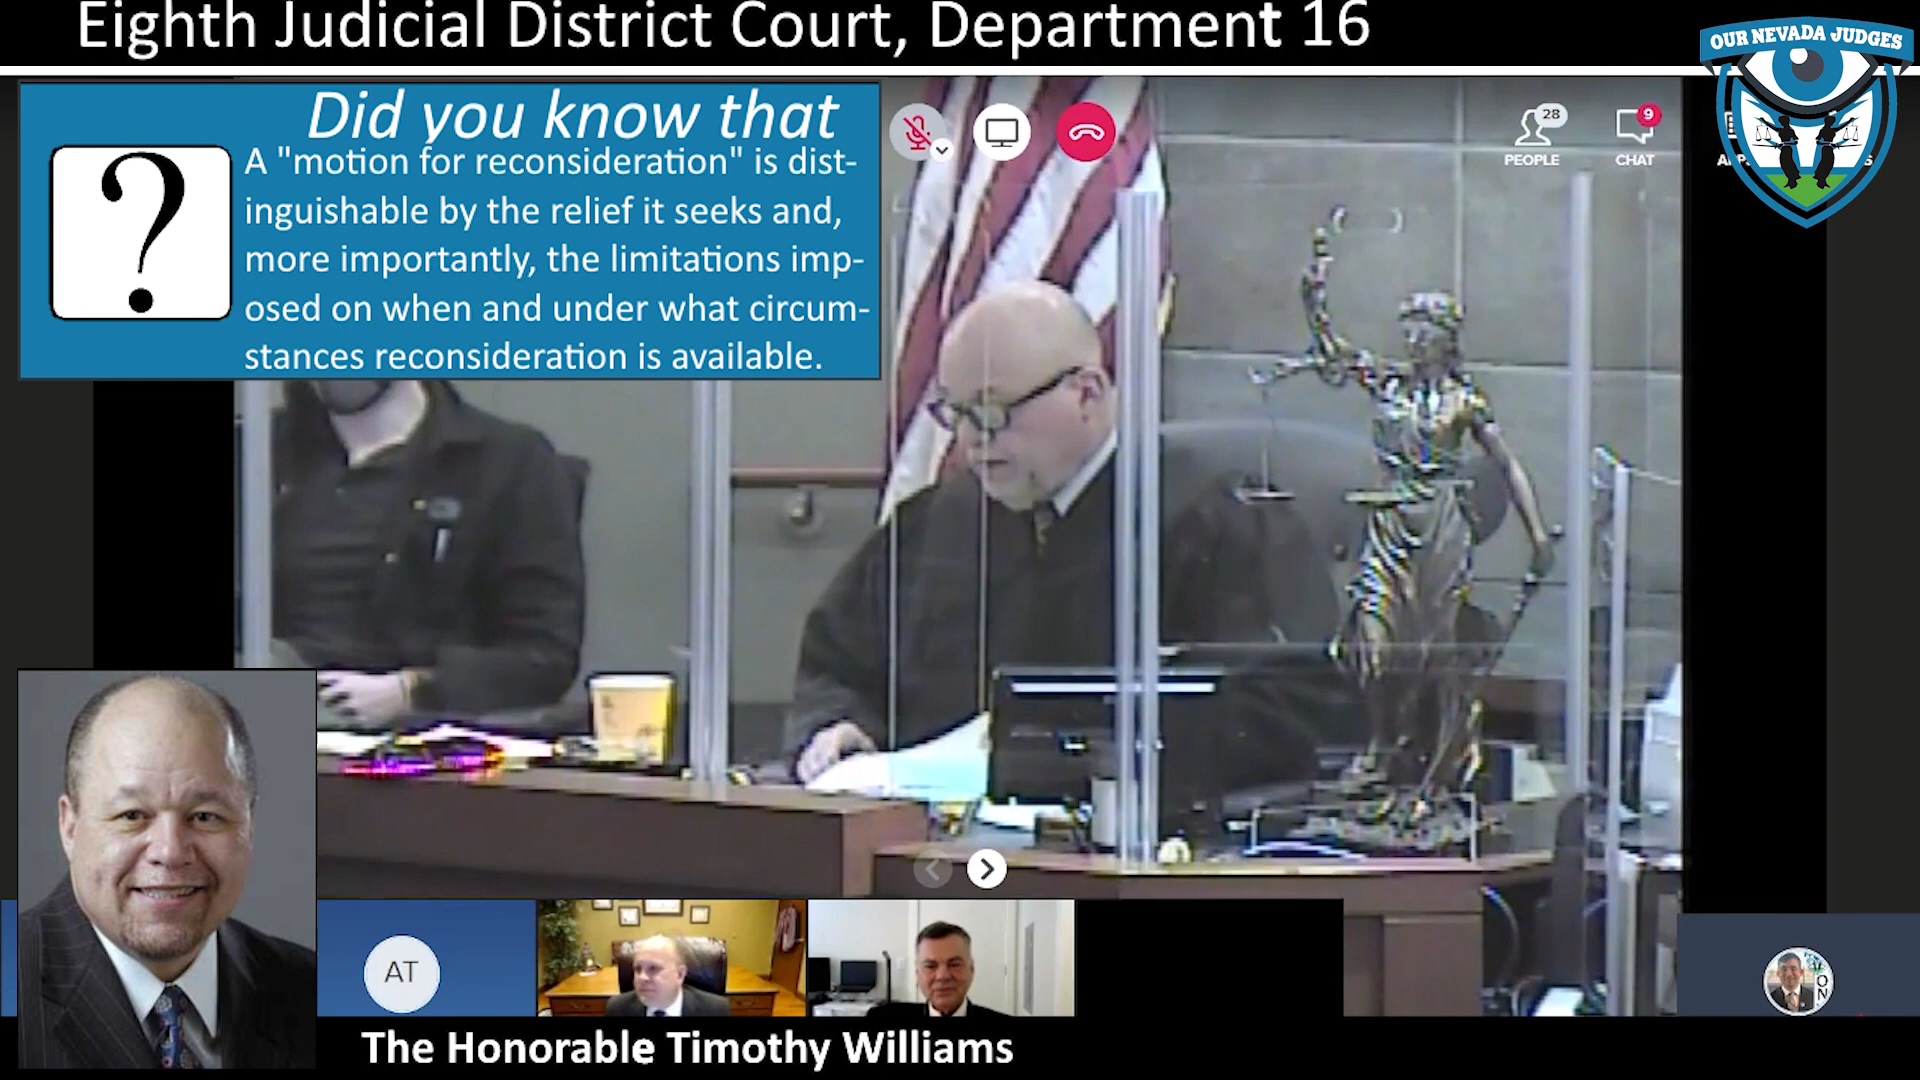 Eighth Judicial District Court, Department 16
OUR NEVADA JUDGES
Did you know that
?
A "motion for reconsideration" is dist-
inguishable by the relief it seeks and,
more importantly, the limitations imp-
osed on when and under what circum-
stances reconsideration is available.
28
PEOPLE
9
CHAT
AT
ON
The Honorable Timothy Williams